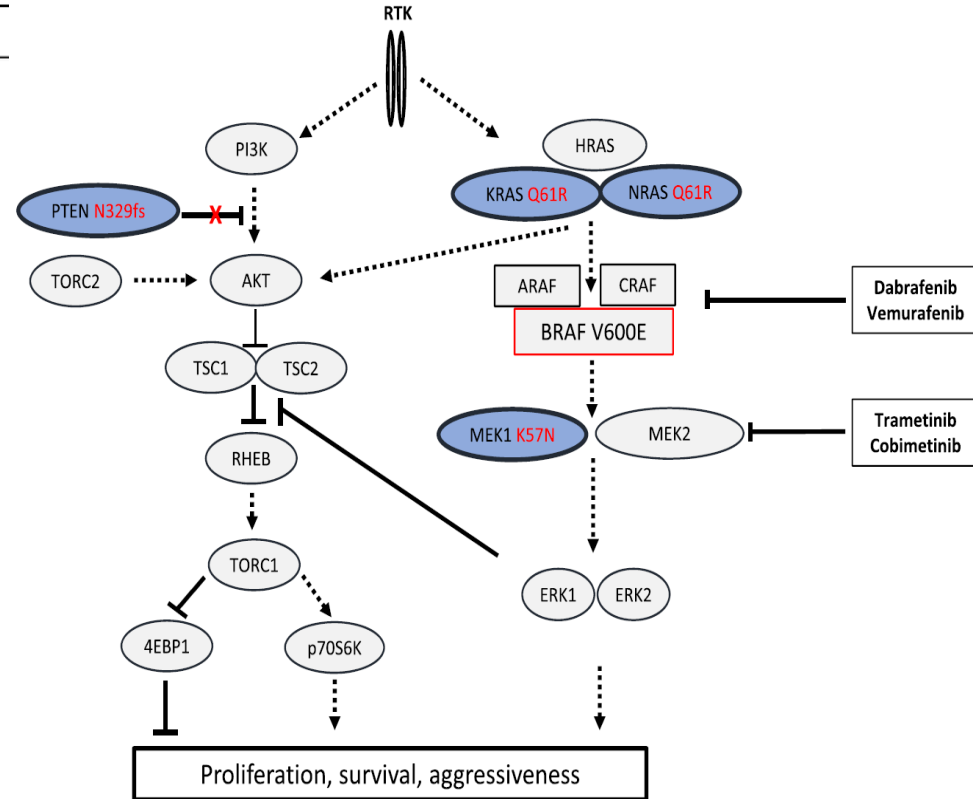 RTK
PI3K
HRAS
KRAS Q61R
NRAS Q61R
PTEN N329fs
X
TORC2
AKT
ARAF
CRAF
BRAF V600E
Dabrafenib
Vemurafenib
TSC1
TSC2
MEK1 K57N
MEK2
Trametinib
Cobimetinib
RHEB
TORC1
ERK1
ERK2
4EBP1
p70S6K
Proliferation, survival, aggressiveness